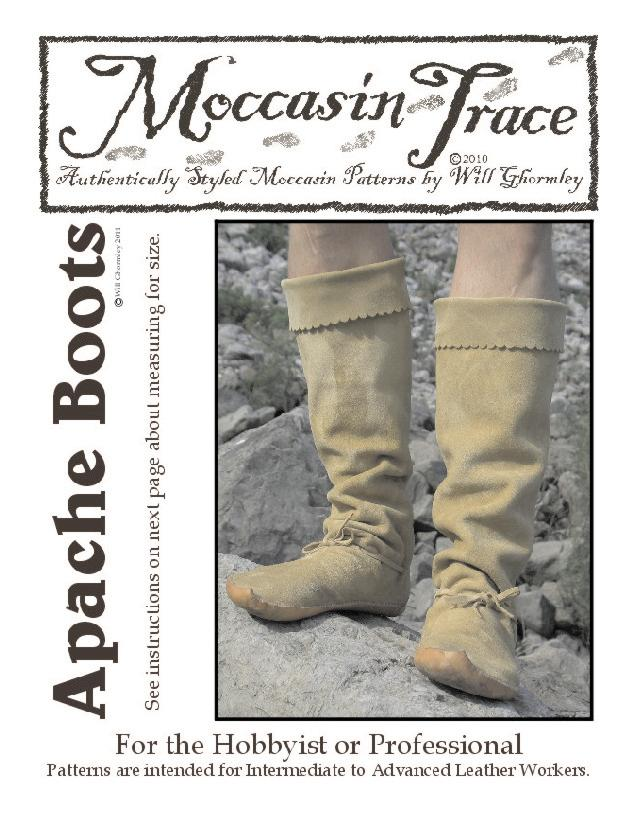 Moccasin Trace
©2010
Authentically Styled Moccasin Patterns by Will Ghormley
Apache Boots
©Will Ghormley 2011
See instructions on next page about measuring for size.
For the Hobbyist or Professional
Patterns are intended for Intermediate to Advanced Leather Workers.